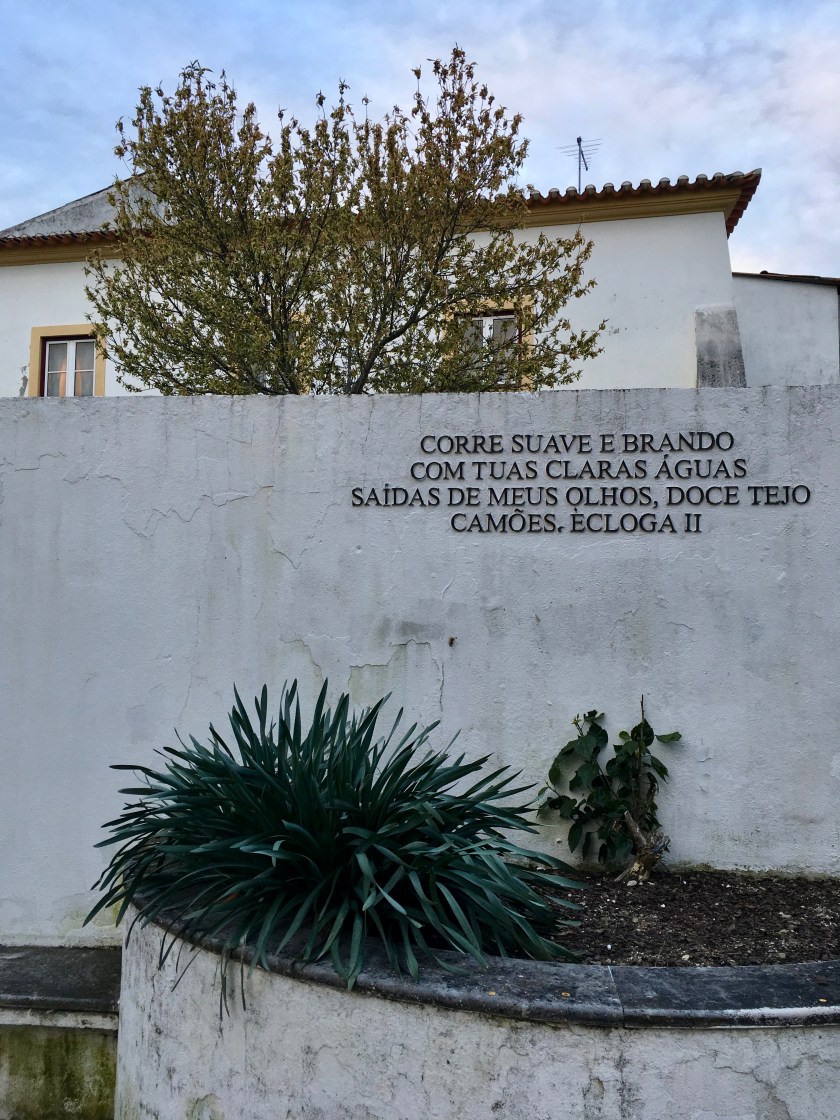 CORRE SUAVE E BRANDO
COM TUAS CLARAS ÁGUAS
SAÍDAS DE MEUS OLHOS, DOCE TEJO
CAMÕES. ÈCLOGA II